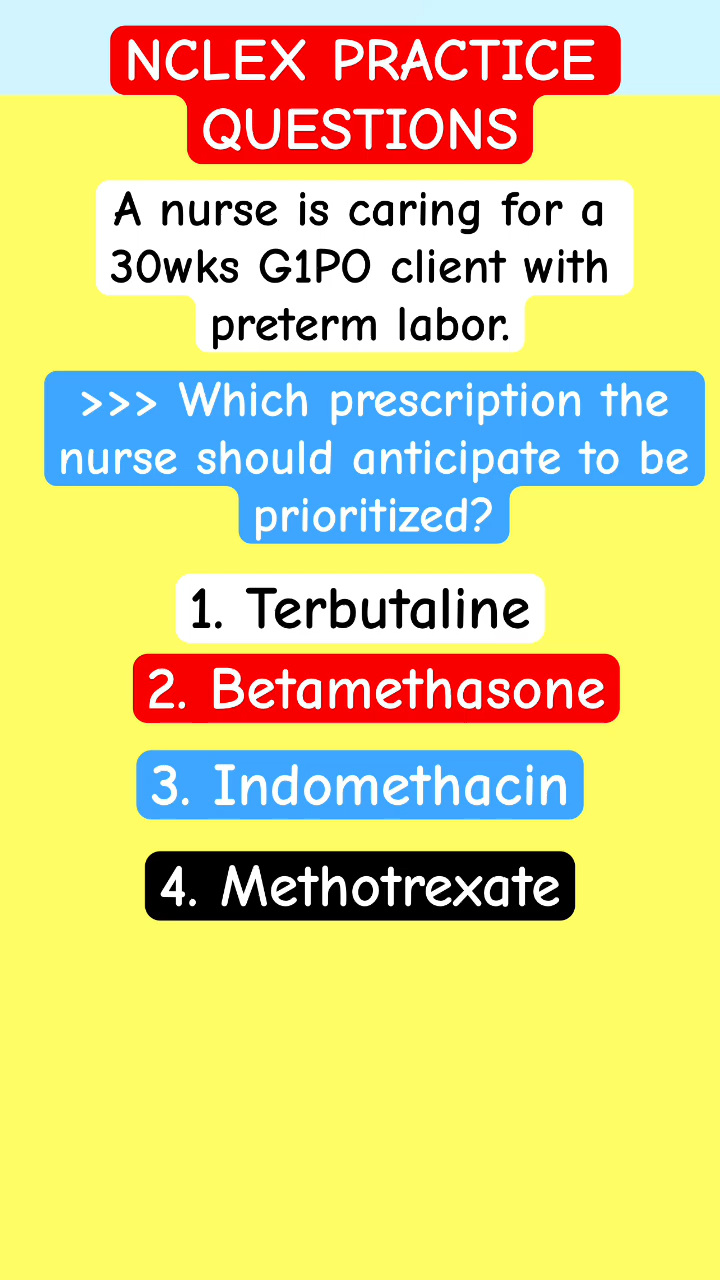 NCLEX PRACTICE
QUESTIONS
A nurse is caring for a
30wks G1P0 client with
preterm labor.
>>> Which prescription the
nurse should anticipate to be
prioritized?
1. Terbutaline
2. Betamethasone
3. Indomethacin
4. Methotrexate